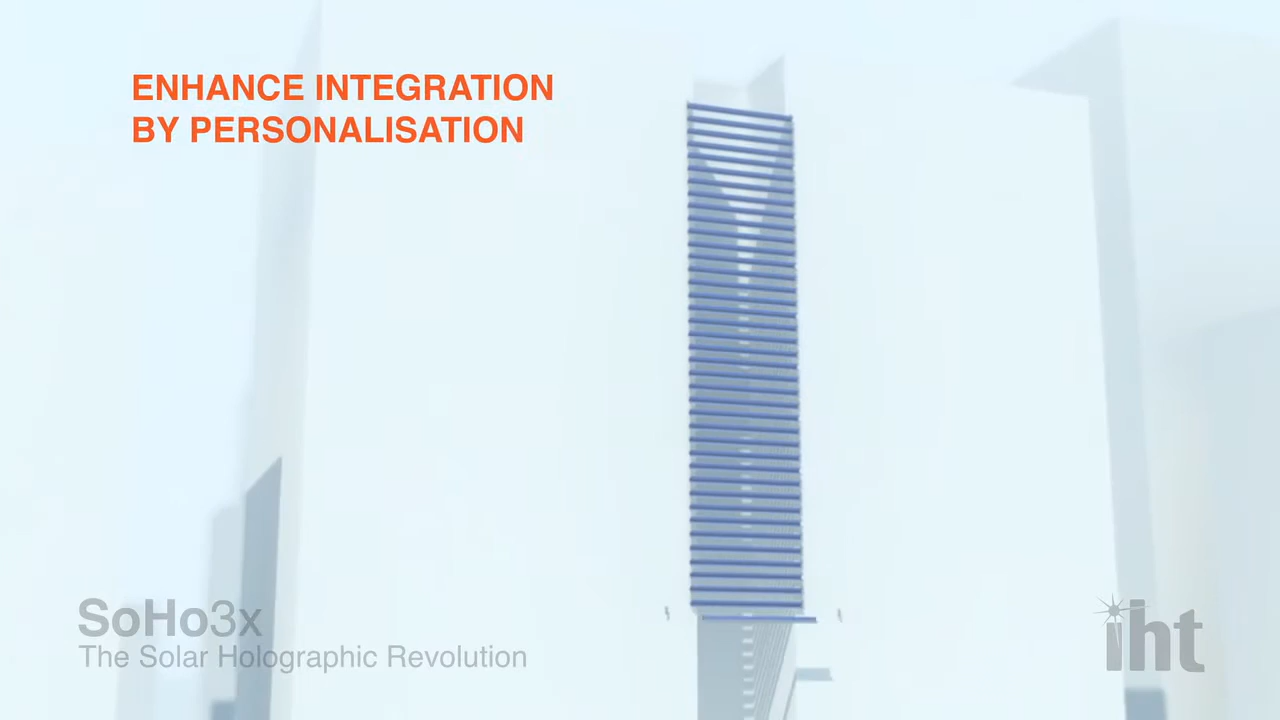 ENHANCE INTEGRATION
BY PERSONALISATION
SoHo3x
The Solar Holographic Revolution
iht